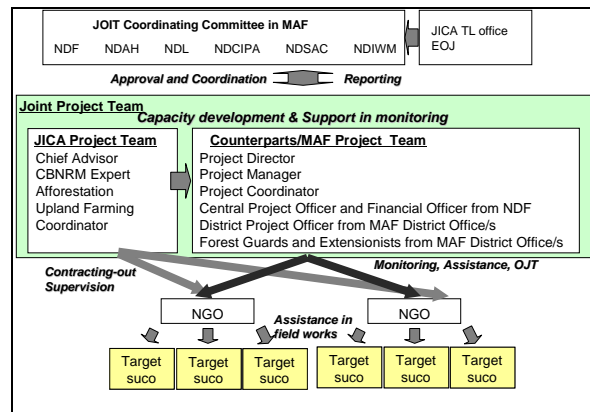 JOIT Coordinating Committee in MAF
NDF NDAH NDL NDCIPA NDSAC NDIWM
JICA TL office
EOJ
Approval and Coordination Reporting
Joint Project Team
Capacity development & Support in monitoring
JICA Project Team
Chief Advisor
CBNRM Expert
Afforestation
Upland Farming
Coordinator
Counterparts/MAF Project Team
Project Director
Project Manager
Project Coordinator
Central Project Officer and Financial Officer from NDF
District Project Officer from MAF District Office/s
Forest Guards and Extensionists from MAF District Office/s
Contracting-out
Supervision
Monitoring, Assistance, OJT
NGO
NGO
Assistance in
field works
Target
suco
Target
suco
Target
suco
Target
suco
Target
suco
Target
suco